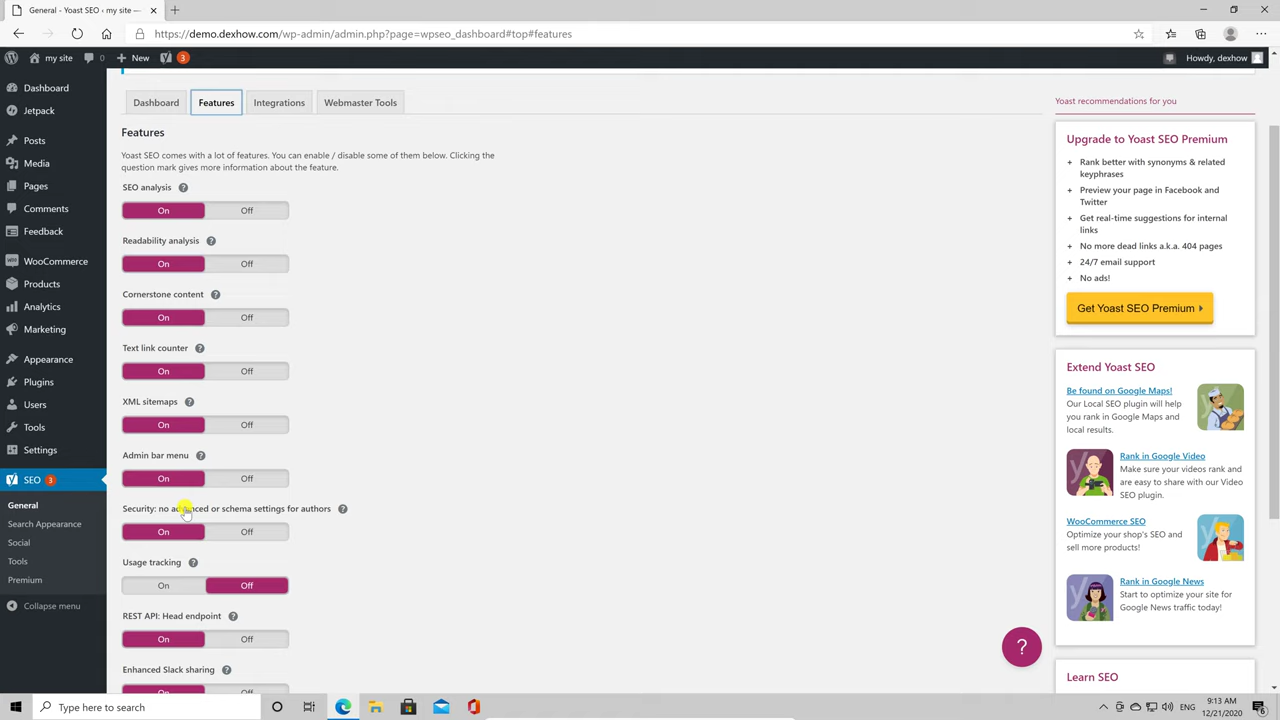 General - Yoast SEO ‹ my site —
https://demo.dexhow.com/wp-admin/admin.php?page=wpseo_dashboard#top#features
my site
0
New
3
Howdy, dexhow
Dashboard
Jetpack
Posts
Media
Pages
Comments
Feedback
WooCommerce
Products
Analytics
Marketing
Appearance
Plugins
Users
Tools
Settings
SEO 3
General
Search Appearance
Social
Tools
Premium
Collapse menu
Dashboard
Features
Integrations
Webmaster Tools
Features
Yoast SEO comes with a lot of features. You can enable / disable some of them below. Clicking the
question mark gives more information about the feature.
SEO analysis ?
On Off
Readability analysis ?
On Off
Cornerstone content ?
On Off
Text link counter ?
On Off
XML sitemaps ?
On Off
Admin bar menu ?
On Off
Security: no advanced or schema settings for authors ?
On Off
Usage tracking ?
On Off
REST API: Head endpoint ?
On Off
Enhanced Slack sharing ?
On Off
Yoast recommendations for you
Upgrade to Yoast SEO Premium
+ Rank better with synonyms & related
keyphrases
+ Preview your page in Facebook and
Twitter
+ Get real-time suggestions for internal
links
+ No more dead links a.k.a. 404 pages
+ 24/7 email support
+ No ads!
Get Yoast SEO Premium
Extend Yoast SEO
Be found on Google Maps!
Our Local SEO plugin will help
you rank in Google Maps and
local results.
Rank in Google Video
Make sure your videos rank and
are easy to share with our Video
SEO plugin.
WooCommerce SEO
Optimize your shop's SEO and
sell more products!
Rank in Google News
Start to optimize your site for
Google News traffic today!
?
Learn SEO
Type here to search
ENG
9:13 AM
12/21/2020
6